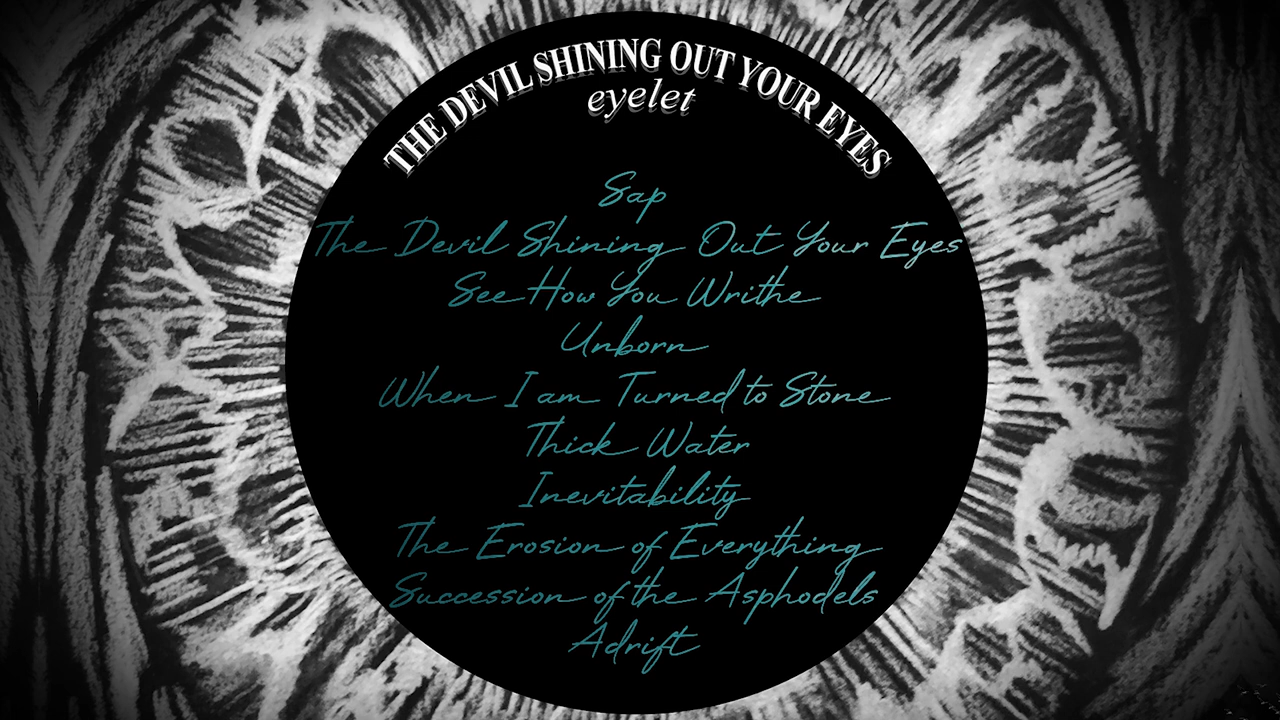 THE DEVIL SHINING OUT YOUR EYES
eyelet
Sap
The Devil Shining Out Your Eyes
See How You Writhe
Unborn
When I am Turned to Stone
Thick Water
Inevitability
The Erosion of Everything
Succession of the Asphodels
Adrift